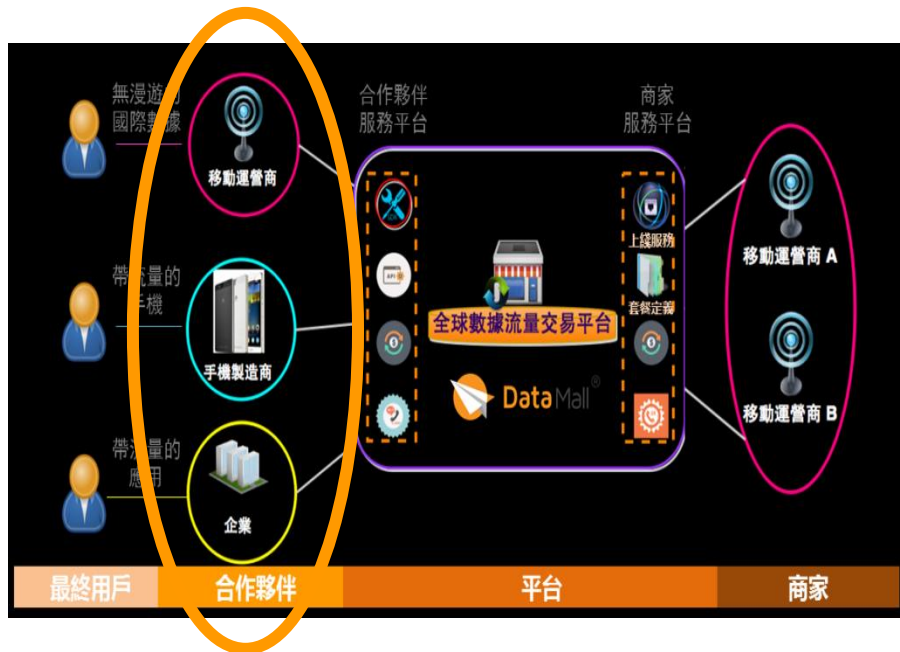 無漫遊的
國際數據
移動運營商
合作夥伴
服務平台
商家
服務平台
帶流量的
手機
手機製造商
API
全球數據流量交易平台
DataMall®
上綫服務
套餐定義
移動運營商 A
移動運營商 B
帶流量的
應用
企業
最終用戶
合作夥伴
平台
商家